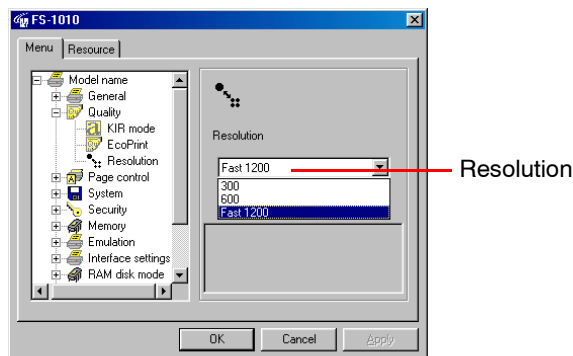 FS-1010
Menu
Resource
Model name
General
Quality
KIR mode
EcoPrint
Resolution
Page control
System
Security
Memory
Emulation
Interface settings
RAM disk mode
Resolution
Fast 1200
300
600
Fast 1200
Resolution
OK
Cancel
Apply